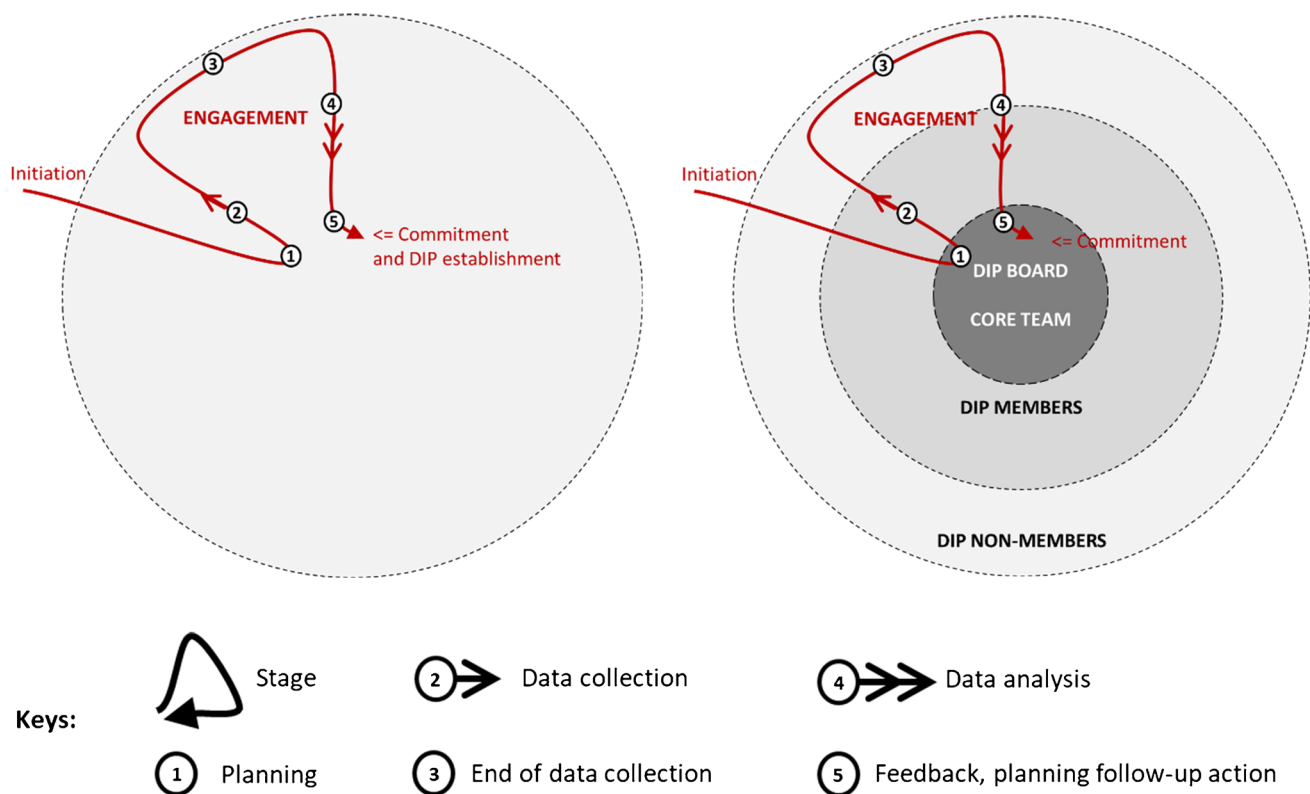 3
4
ENGAGEMENT
Initiation
2
5
<= Commitment
and DIP establishment
1
3
4
ENGAGEMENT
Initiation
2
5
<= Commitment
1
DIP BOARD
CORE TEAM
DIP MEMBERS
DIP NON-MEMBERS
Keys:
Stage
2 Data collection
4 Data analysis
1 Planning
3 End of data collection
5 Feedback, planning follow-up action